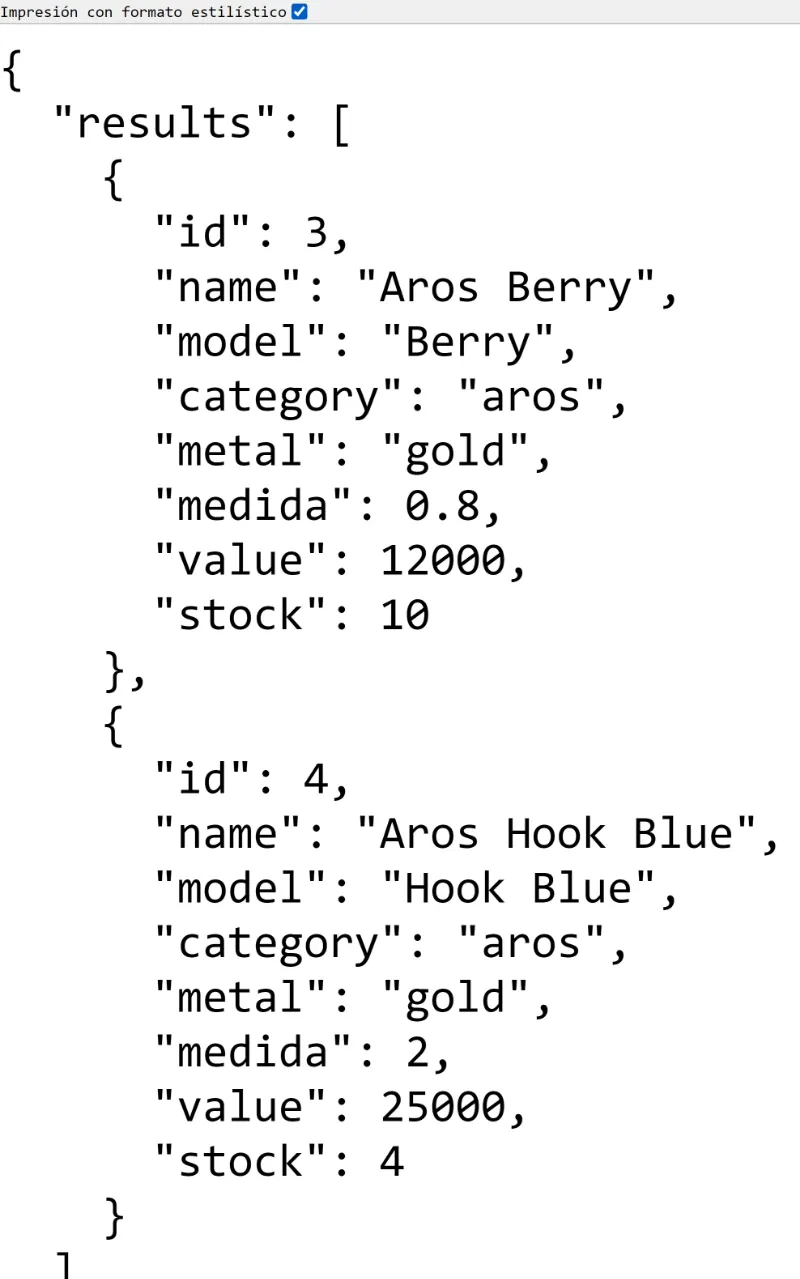 Impresión con formato estilístico
{
"results": [
{
"id": 3,
"name": "Aros Berry",
"model": "Berry",
"category": "aros",
"metal": "gold",
"medida": 0.8,
"value": 12000,
"stock": 10
},
{
"id": 4,
"name": "Aros Hook Blue",
"model": "Hook Blue",
"category": "aros",
"metal": "gold",
"medida": 2,
"value": 25000,
"stock": 4
}
]